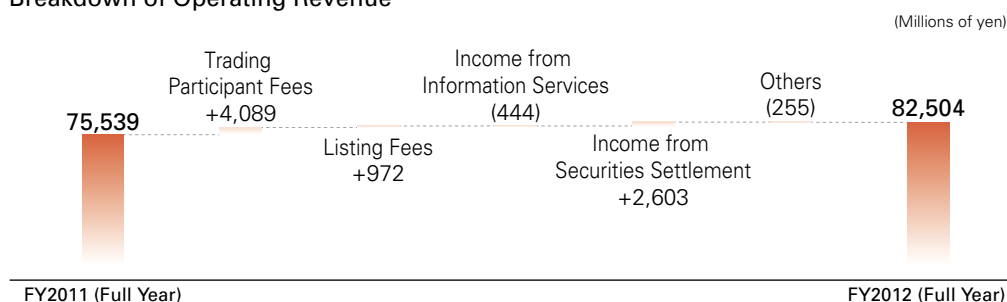 Breakdown of Operating Revenue
(Millions of yen)
75,539
Trading
Participant Fees
+4,089
Listing Fees
+972
Income from
Information Services
(444)
Income from
Securities Settlement
+2,603
Others
(255)
82,504
FY2011 (Full Year)
FY2012 (Full Year)